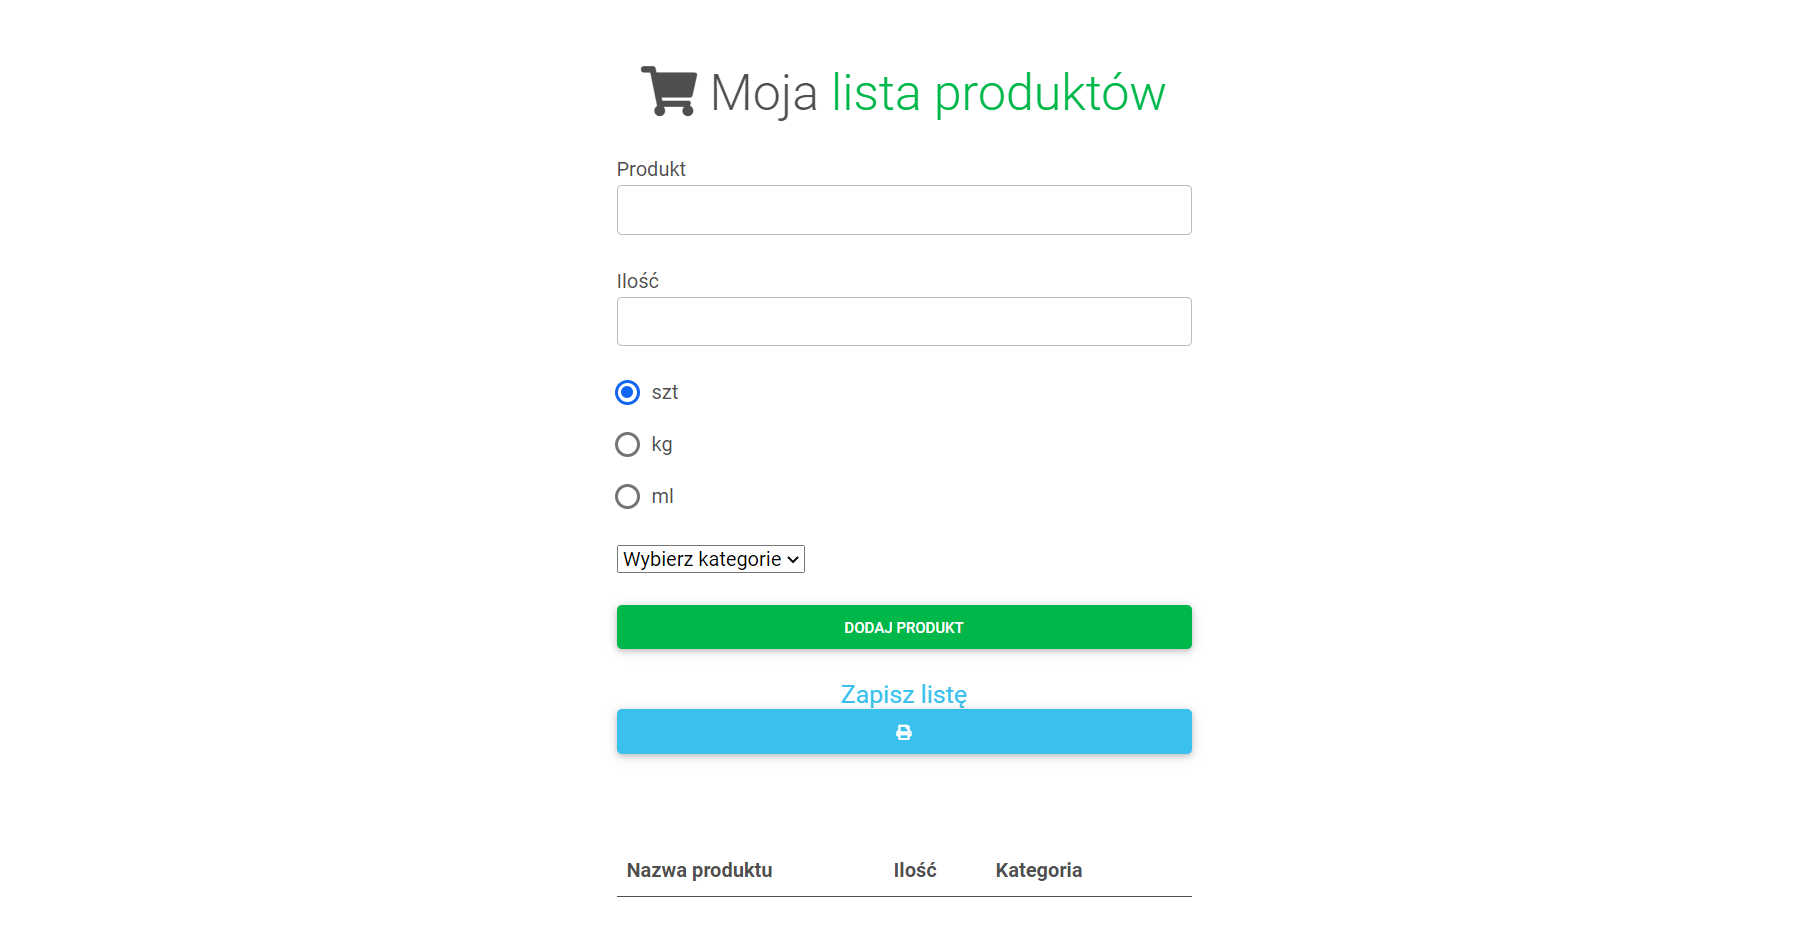 Moja lista produktów
Produkt
Ilość
szt
kg
ml
Wybierz kategorie
DODAJ PRODUKT
Zapisz listę
Nazwa produktu Ilość Kategoria